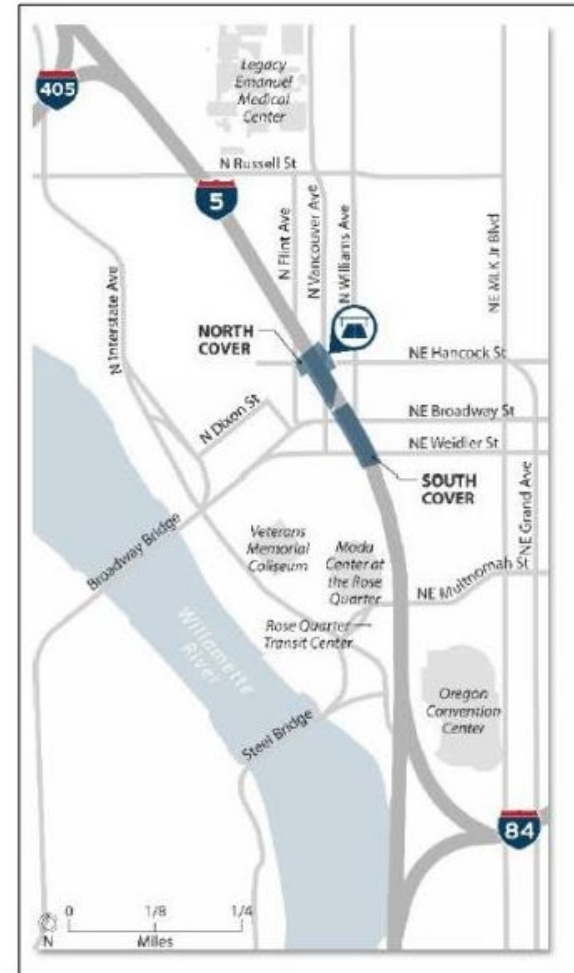 405
Legacy
Emanuel
Medical
Center
N Russell St
5
N Flint Ave
N Vancouver Ave
N Williams Ave
NE MLK Jr Blvd
N Interstate Ave
NORTH
COVER
NE Hancock St
N Dixon St
NE Broadway St
NE Weidler St
SOUTH
COVER
NE Grand Ave
Broadway Bridge
Veterans
Memorial
Coliseum
Moda
Center at
the Rose
Quarter
NE Multnomah St
Rose Quarter
Transit Center
Willamette
River
Steel Bridge
Oregon
Convention
Center
84
0 1/8 1/4
N
Miles